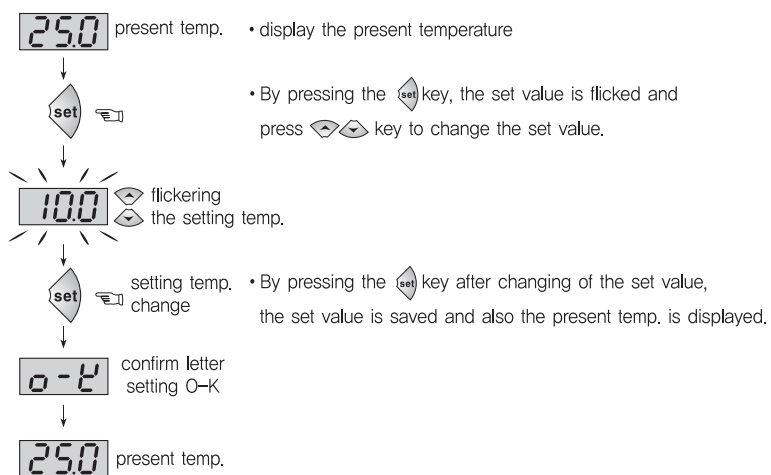 25.0 present temp. • display the present temperature
set • By pressing the set key, the set value is flicked and
press key to change the set value.
10.0 flickering
the setting temp.
set setting temp. change • By pressing the set key after changing of the set value,
the set value is saved and also the present temp. is displayed.
o-k confirm letter
setting O-K
25.0 present temp.